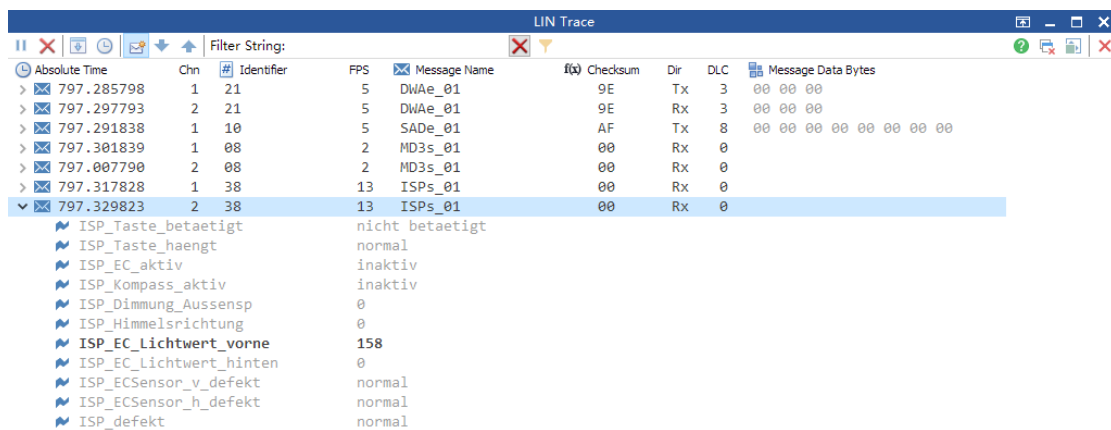 LIN Trace
Filter String:
Absolute Time Chn # Identifier FPS Message Name f(x) Checksum Dir DLC Message Data Bytes
797.285798 1 21 5 DWAe_01 9E Tx 3 00 00 00
797.297793 2 21 5 DWAe_01 9E Rx 3 00 00 00
797.291838 1 10 5 SADe_01 AF Tx 8 00 00 00 00 00 00 00 00
797.301839 1 08 2 MD3s_01 00 Rx 0
797.007790 2 08 2 MD3s_01 00 Rx 0
797.317828 1 38 13 ISPs_01 00 Rx 0
797.329823 2 38 13 ISPs_01 00 Rx 0
ISP_Taste_betaetigt nicht betaetigt
ISP_Taste_haengt normal
ISP_EC_aktiv inaktiv
ISP_Kompass_aktiv inaktiv
ISP_Dimmung_Aussensp 0
ISP_Himmelsrichtung 0
ISP_EC_Lichtwert_vorne 158
ISP_EC_Lichtwert_hinten 0
ISP_ECSensor_v_defekt normal
ISP_ECSensor_h_defekt normal
ISP_defekt normal